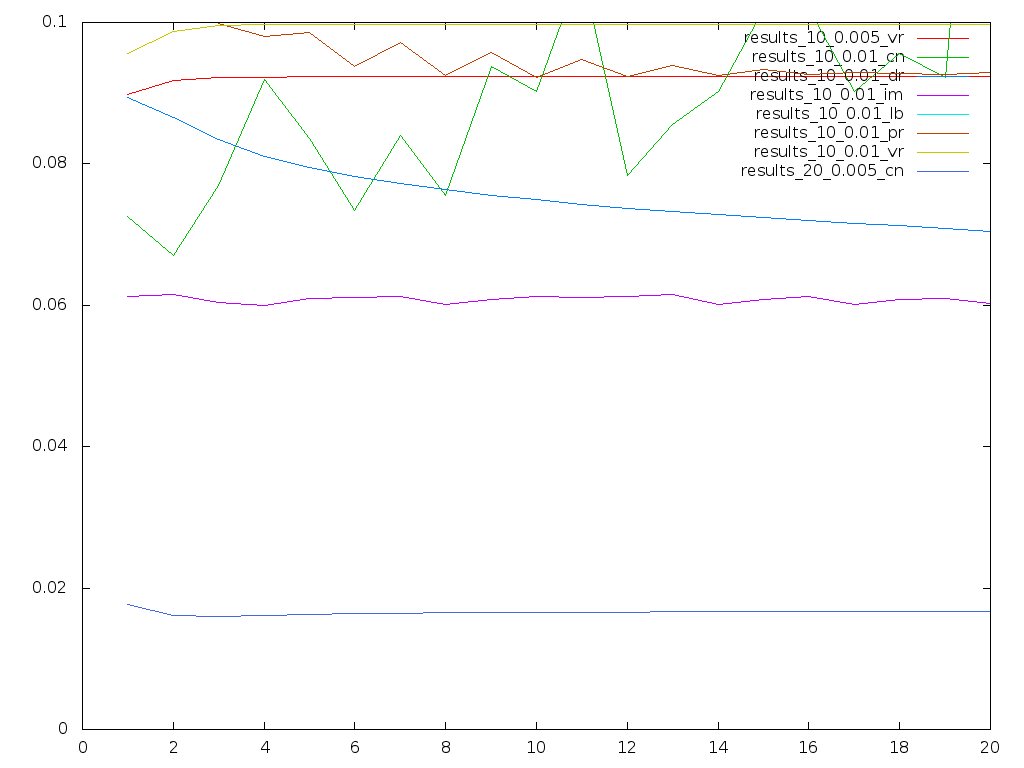 0.1
0.08
0.06
0.04
0.02
0
0 2 4 6 8 10 12 14 16 18 20
results_10_0.005_vr
results_10_0.01_cn
results_10_0.01_dr
results_10_0.01_im
results_10_0.01_lb
results_10_0.01_pr
results_10_0.01_vr
results_20_0.005_cn